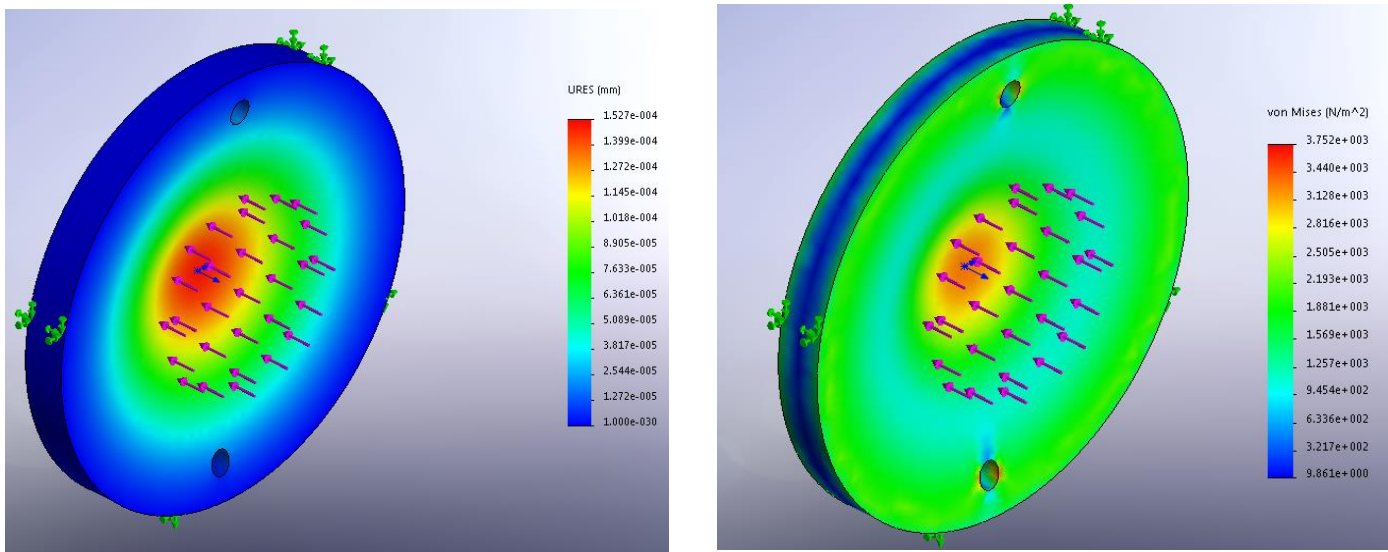 URES (mm)
1.527e-004
1.399e-004
1.272e-004
1.145e-004
1.018e-004
8.905e-005
7.633e-005
6.361e-005
5.089e-005
3.817e-005
2.544e-005
1.272e-005
1.000e-030
von Mises (N/m^2)
3.752e+003
3.440e+003
3.128e+003
2.816e+003
2.505e+003
2.193e+003
1.881e+003
1.569e+003
1.257e+003
9.454e+002
6.336e+002
3.217e+002
9.861e+000